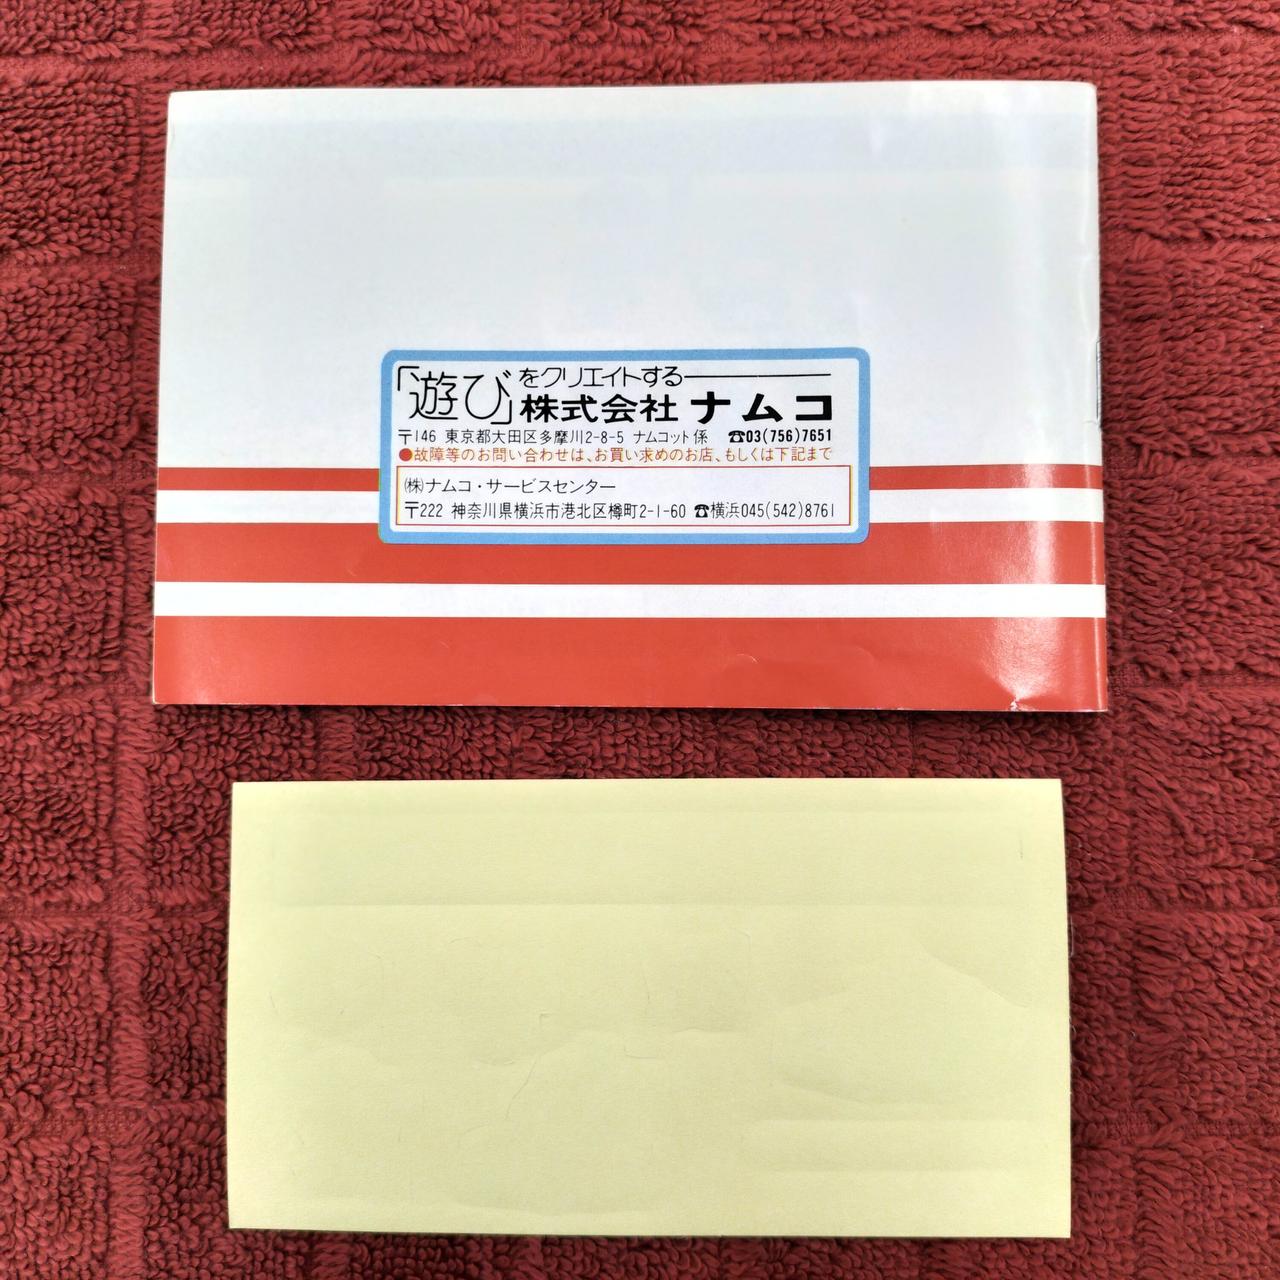 「遊び」をクリエイトする
株式会社ナムコ
〒146 東京都大田区多摩川2-8-5 ナムコット係 ☎03(756)7651
●故障等のお問い合わせは、お買い求めのお店、もしくは下記まで
㈱ナムコ・サービスセンター
〒222 神奈川県横浜市港北区樽町2-1-60 ☎横浜045(542)8761